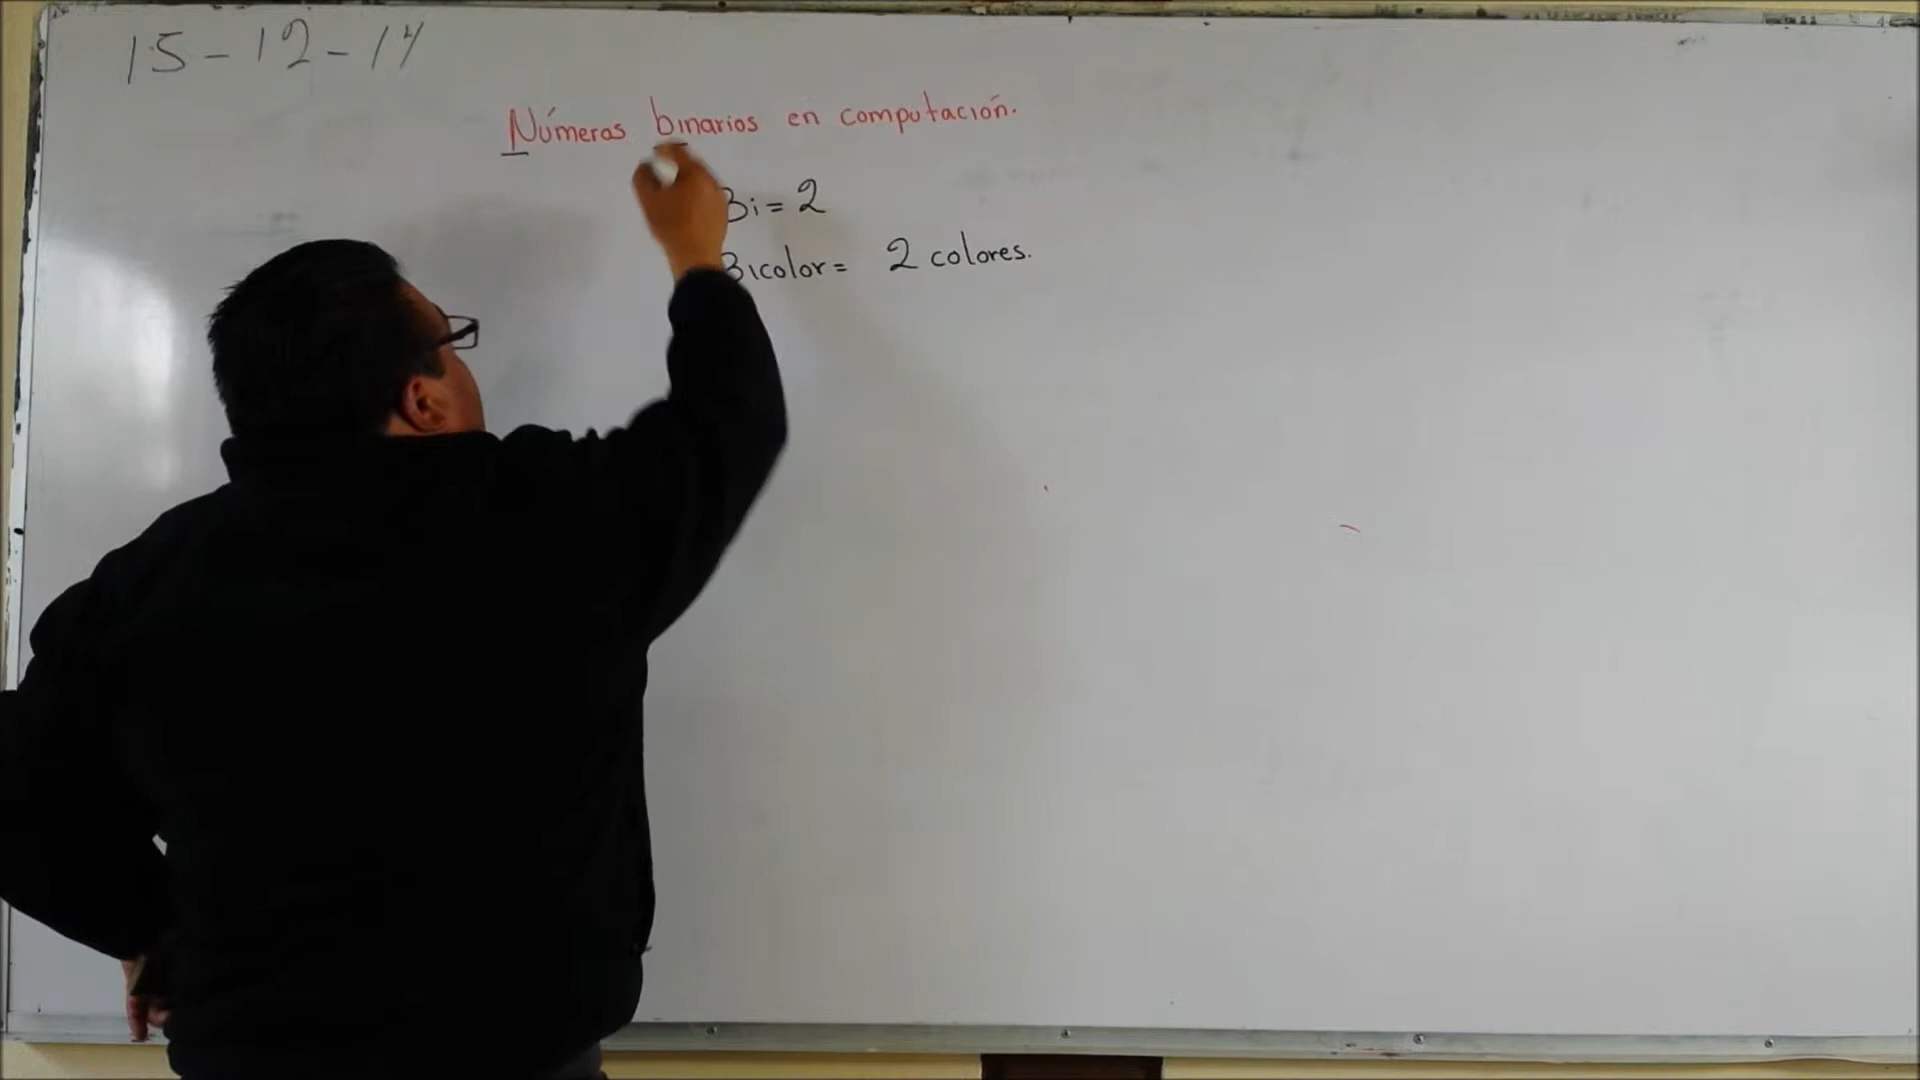 15-12-14
Números binarios en computación.
Bi = 2
Bicolor = 2 colores.